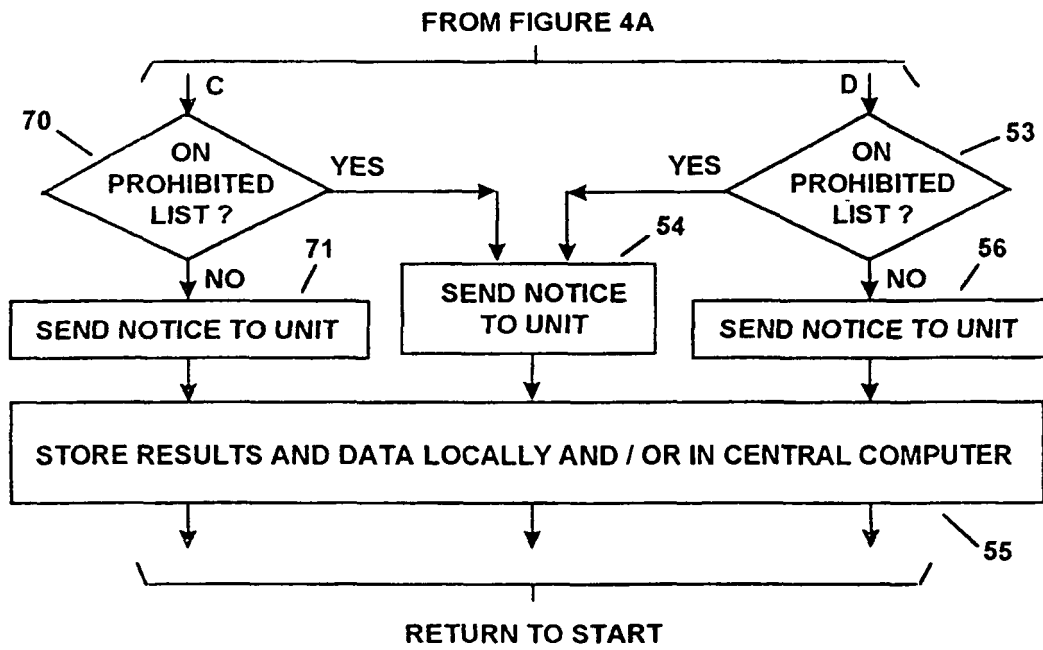 FROM FIGURE 4A
C
D
70
53
ON
PROHIBITED
LIST ?
YES
YES
ON
PROHIBITED
LIST ?
54
NO
71
NO
56
SEND NOTICE TO UNIT
SEND NOTICE
TO UNIT
SEND NOTICE TO UNIT
STORE RESULTS AND DATA LOCALLY AND / OR IN CENTRAL COMPUTER
55
RETURN TO START